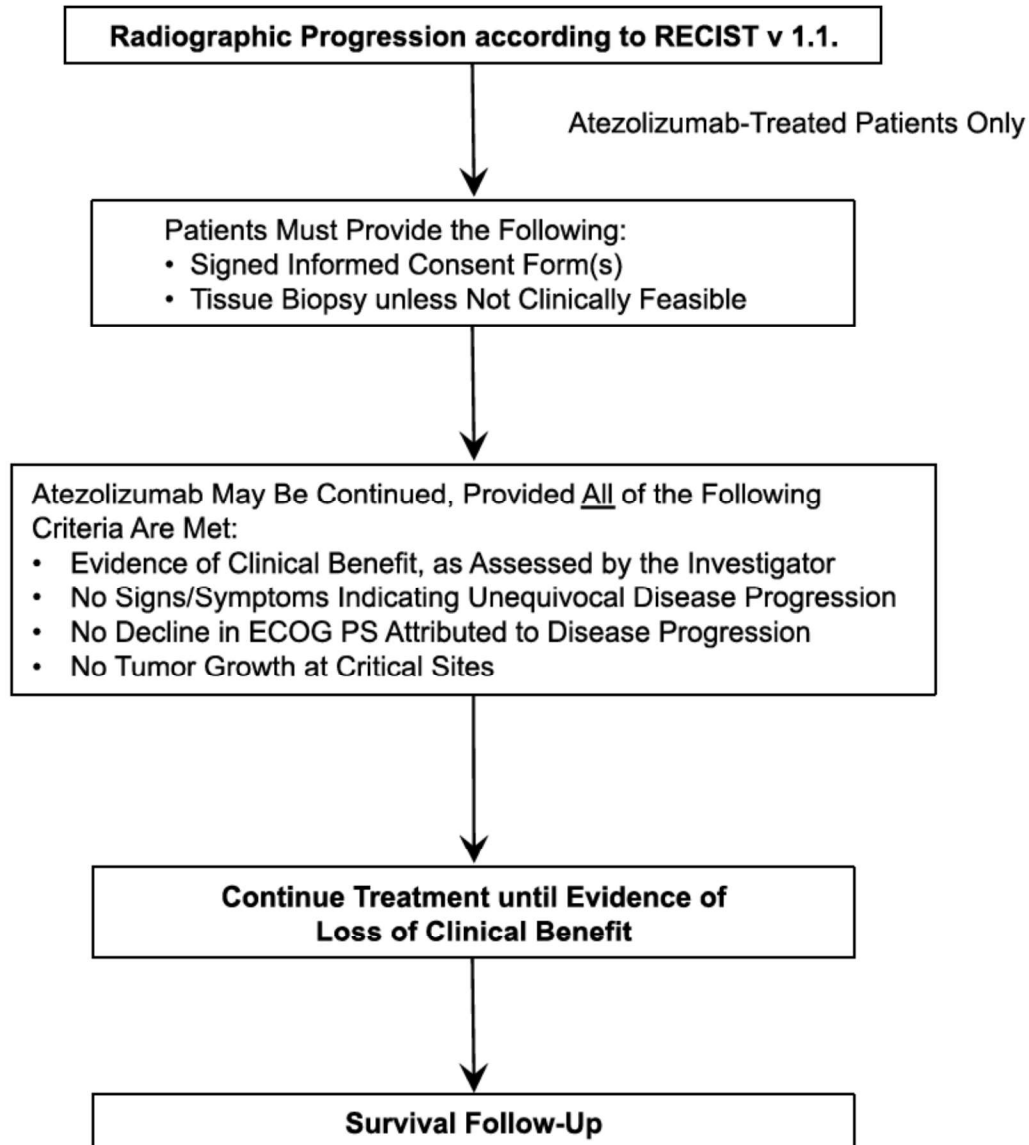 Radiographic Progression according to RECIST v 1.1.
Atezolizumab-Treated Patients Only
Patients Must Provide the Following:
• Signed Informed Consent Form(s)
• Tissue Biopsy unless Not Clinically Feasible
Atezolizumab May Be Continued, Provided All of the Following
Criteria Are Met:
• Evidence of Clinical Benefit, as Assessed by the Investigator
• No Signs/Symptoms Indicating Unequivocal Disease Progression
• No Decline in ECOG PS Attributed to Disease Progression
• No Tumor Growth at Critical Sites
Continue Treatment until Evidence of
Loss of Clinical Benefit
Survival Follow-Up